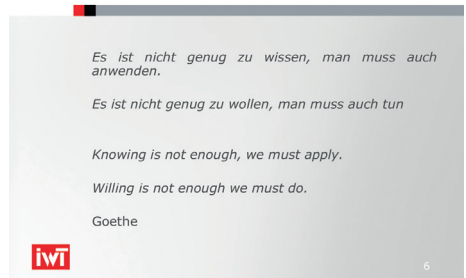 Es ist nicht genug zu wissen, man muss auch
anwenden.
Es ist nicht genug zu wollen, man muss auch tun
Knowing is not enough, we must apply.
Willing is not enough we must do.
Goethe
iwT
6